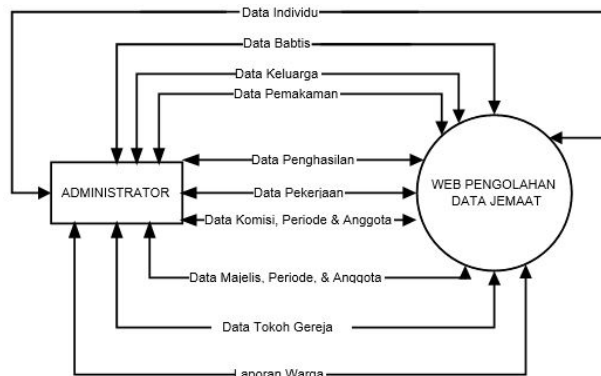 Data Individu
Data Babtis
Data Keluarga
Data Pemakaman
Data Penghasilan
ADMINISTRATOR
Data Pekerjaan
WEB PENGOLAHAN
DATA JEMAAT
Data Komisi, Periode & Anggota
Data Majelis, Periode, & Anggota
Data Tokoh Gereja
Laporan Warga